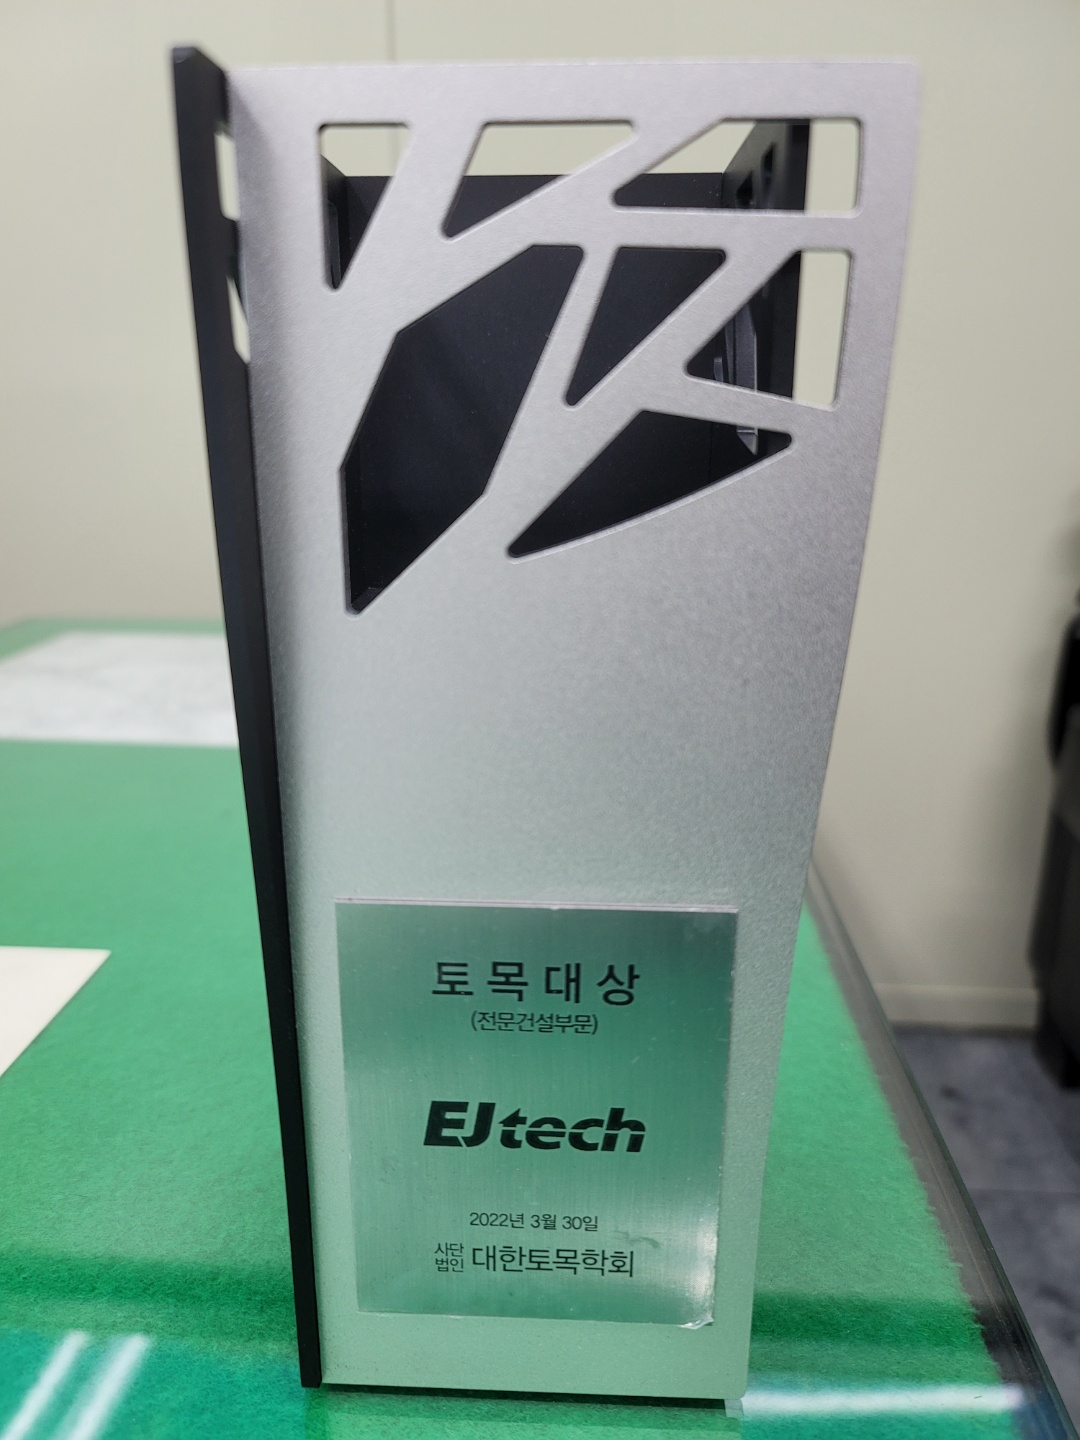 토목대상
(전문건설부문)
EJtech
2022년 3월 30일
사단법인 대한토목학회